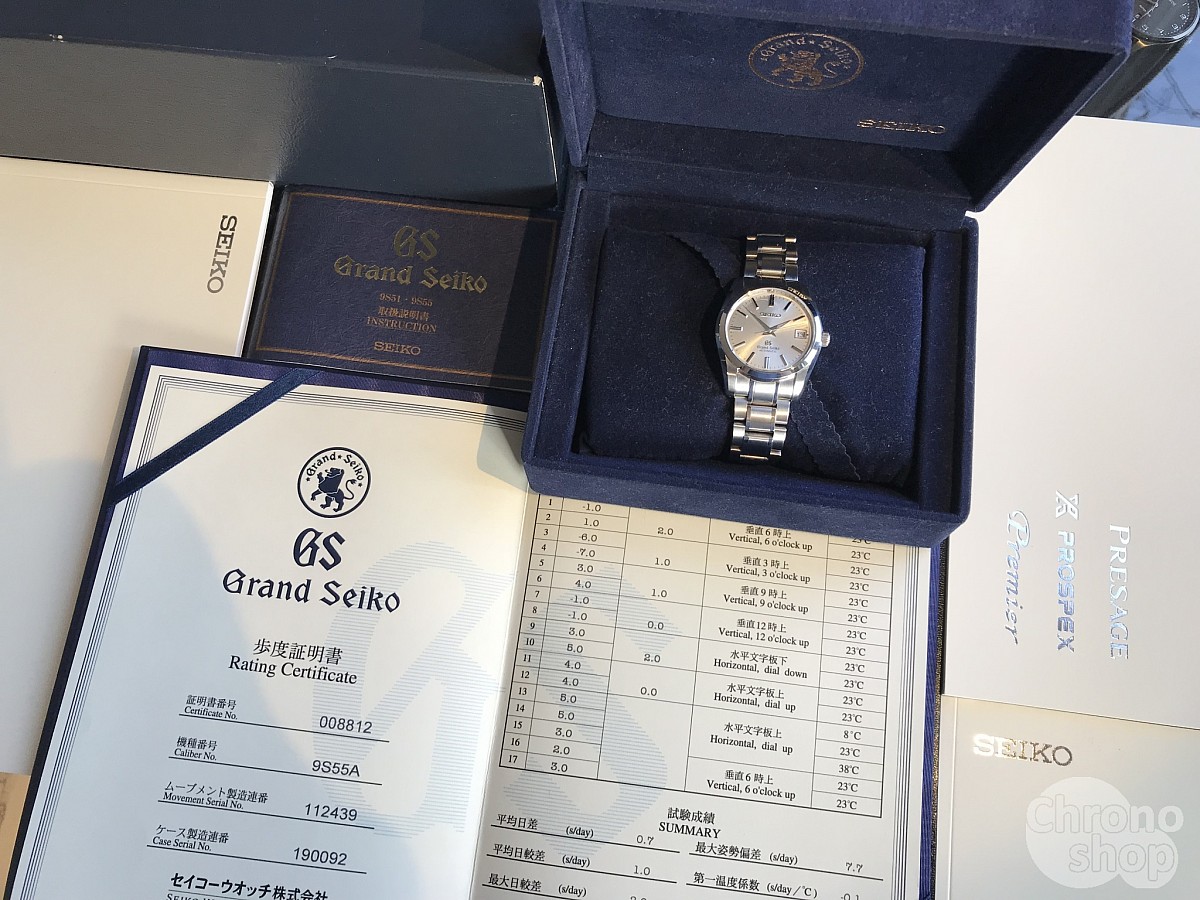 Grand Seiko
SEIKO
SEIKO
GS
Grand Seiko
9S51・9S55
取扱説明書
INSTRUCTION
SEIKO
SEIKO
GS
Grand Seiko
Grand Seiko
GS
Grand Seiko
歩度証明書
Rating Certificate
証明書番号
Certificate No. 008812
機種番号
Caliber No. 9S55A
ムーブメント製造連番
Movement Serial No. 112439
ケース製造連番
Case Serial No. 190092
セイコーウオッチ株式会社
1 -1.0
2 1.0 2.0 垂直6時上 23℃
3 -6.0 Vertical, 6 o'clock up 23℃
4 -7.0 1.0 垂直3時上 23℃
5 3.0 Vertical, 3 o'clock up 23℃
6 4.0 1.0 垂直9時上 23℃
7 -1.0 Vertical, 9 o'clock up 23℃
8 -1.0 0.0 垂直12時上 23℃
9 3.0 Vertical, 12 o'clock up 23℃
10 5.0 2.0 水平文字板下 23℃
11 4.0 Horizontal, dial down 23℃
12 4.0 0.0 水平文字板上 23℃
13 5.0 Horizontal, dial up 23℃
14 5.0 水平文字板上 8℃
15 3.0 Horizontal, dial up 23℃
16 2.0 38℃
17 3.0 垂直6時上 23℃
Vertical, 6 o'clock up 23℃
試験成績
SUMMARY
平均日差 (s/day) 0.7
最大姿勢偏差 (s/day) 7.7
平均日較差 (s/day) 1.0
第一温度係数 (s/day/℃) -0.1
最大日較差 (s/day)
PRESAGE
PROSPEX
Premier
SEIKO
Chrono
shop